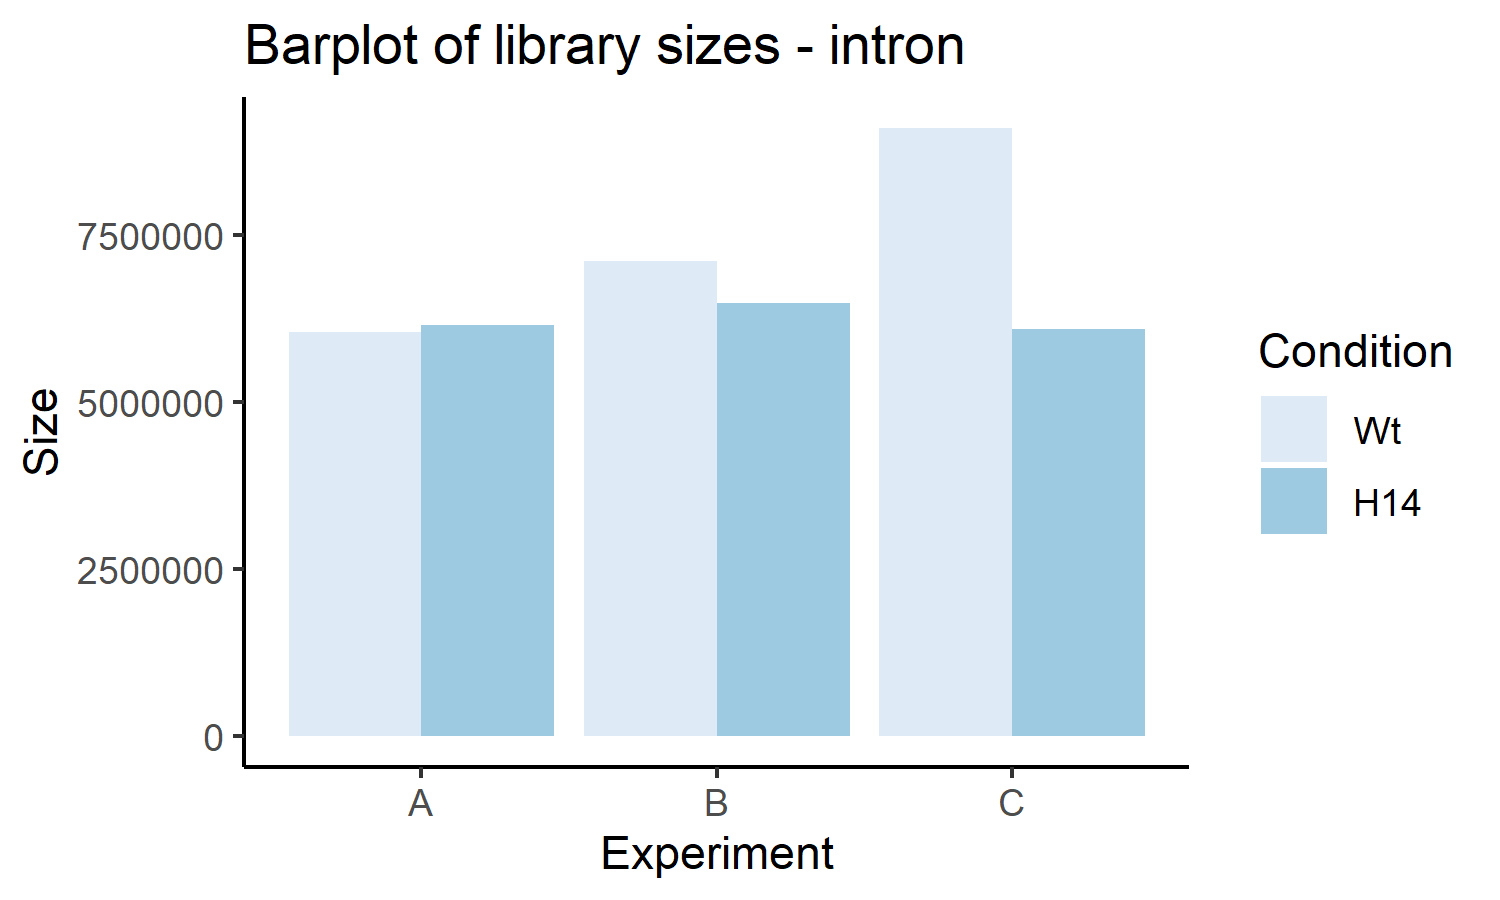 Barplot of library sizes - intron
7500000
5000000
2500000
0
Size
A
B
C
Experiment
Condition
Wt
H14